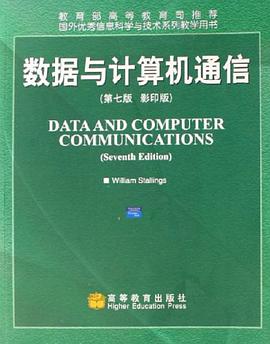 教育部高等教育司推荐
国外优秀信息科学与技术系列教学用书
数据与计算机通信
(第七版 影印版)
DATA AND COMPUTER
COMMUNICATIONS
(Seventh Edition)
■ William Stallings
高等教育出版社
Higher Education Press